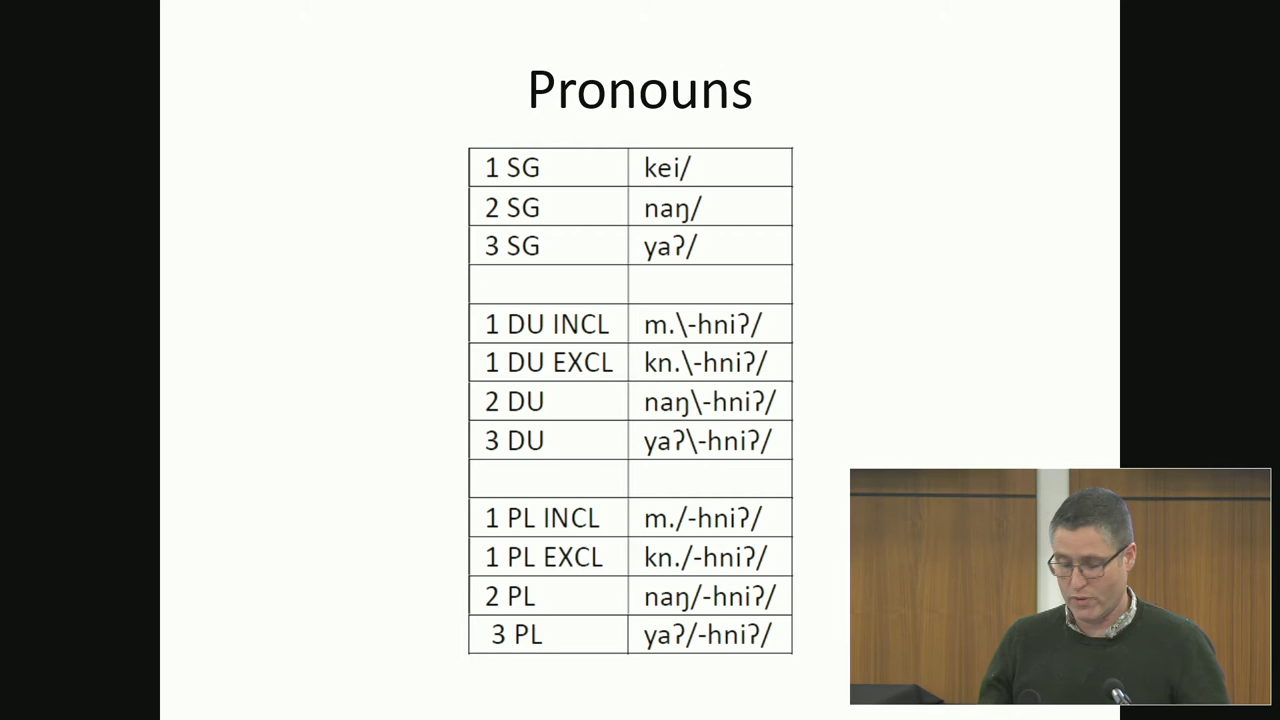 Pronouns
1 SG kei/
2 SG naŋ/
3 SG yaʔ/
1 DU INCL m.\-hniʔ/
1 DU EXCL kn.\-hniʔ/
2 DU naŋ\-hniʔ/
3 DU yaʔ\-hniʔ/
1 PL INCL m./-hniʔ/
1 PL EXCL kn./-hniʔ/
2 PL naŋ/-hniʔ/
3 PL yaʔ/-hniʔ/